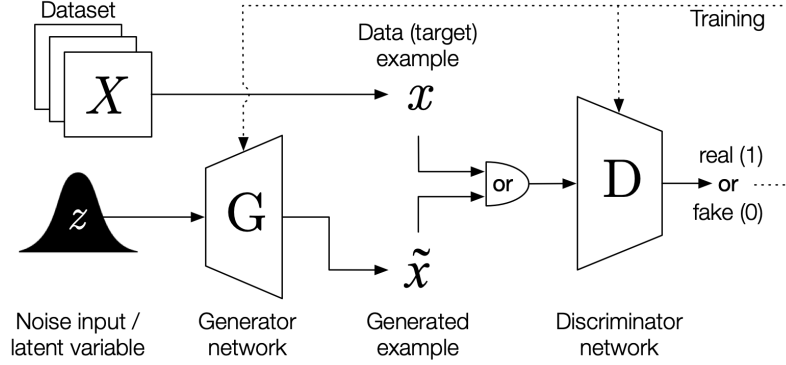 Dataset
Training
Data (target)
example
X
x
real (1)
or
D
or
fake (0)
z
G
x̃
Noise input /
latent variable
Generator
network
Generated
example
Discriminator
network